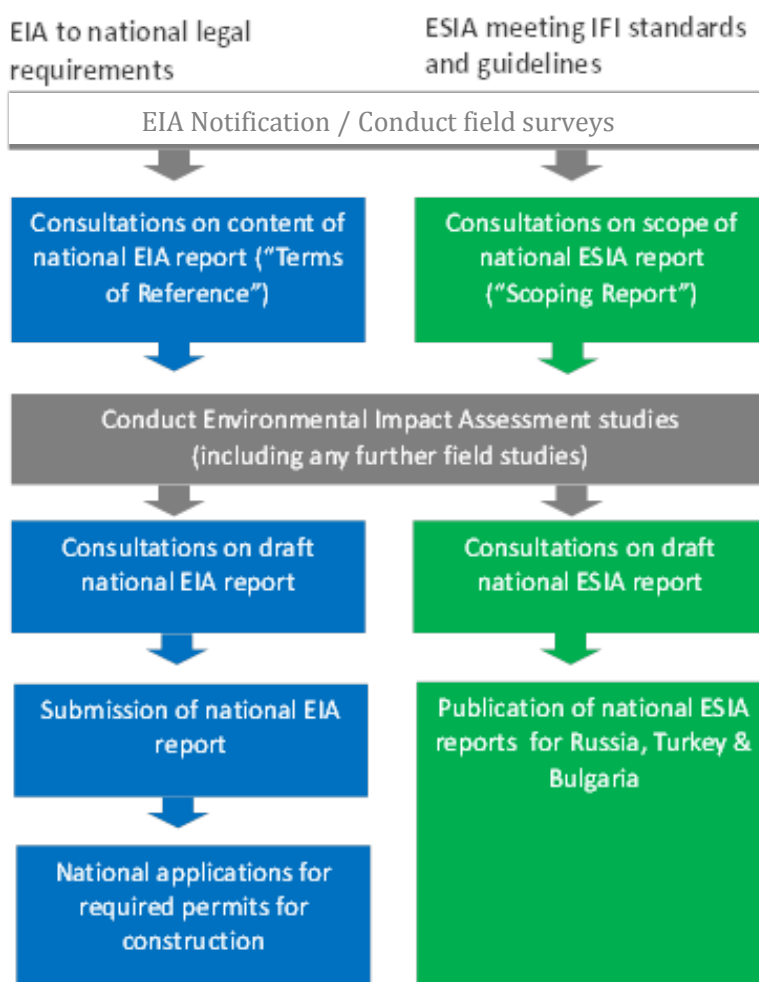 EIA to national legal
requirements
ESIA meeting IFI standards
and guidelines
EIA Notification / Conduct field surveys
Consultations on content of
national EIA report (“Terms
of Reference”)
Consultations on scope of
national ESIA report
(“Scoping Report”)
Conduct Environmental Impact Assessment studies
(including any further field studies)
Consultations on draft
national EIA report
Consultations on draft
national ESIA report
Submission of national EIA
report
Publication of national ESIA
reports for Russia, Turkey &
Bulgaria
National applications for
required permits for
construction